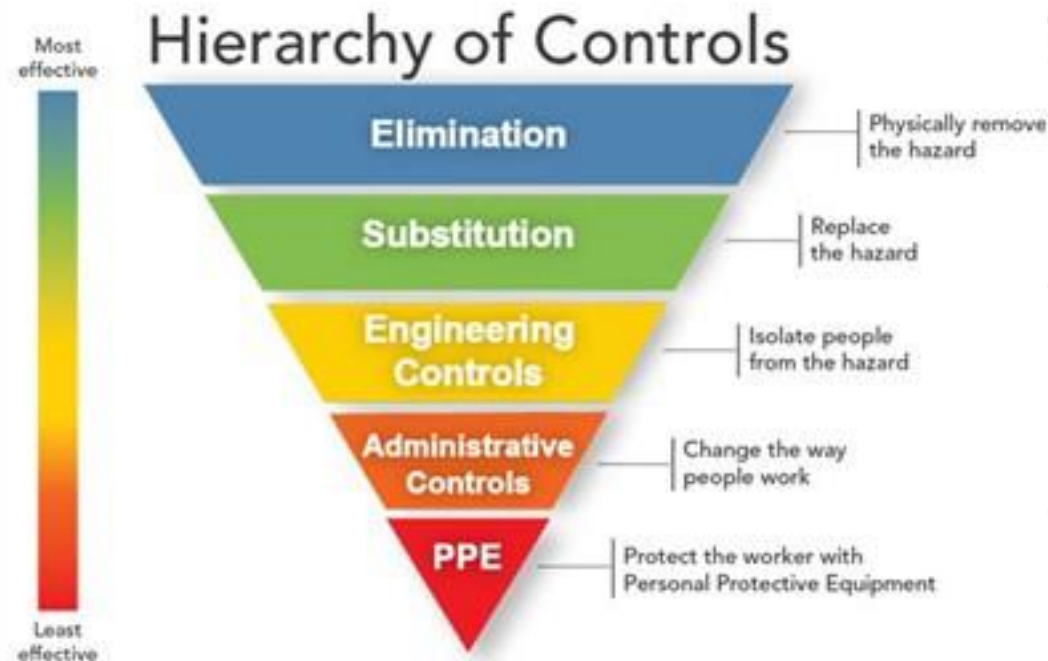 Hierarchy of Controls
Most
effective
Elimination
Physically remove
the hazard
Substitution
Replace
the hazard
Engineering
Controls
Isolate people
from the hazard
Administrative
Controls
Change the way
people work
PPE
Protect the worker with
Personal Protective Equipment
Least
effective